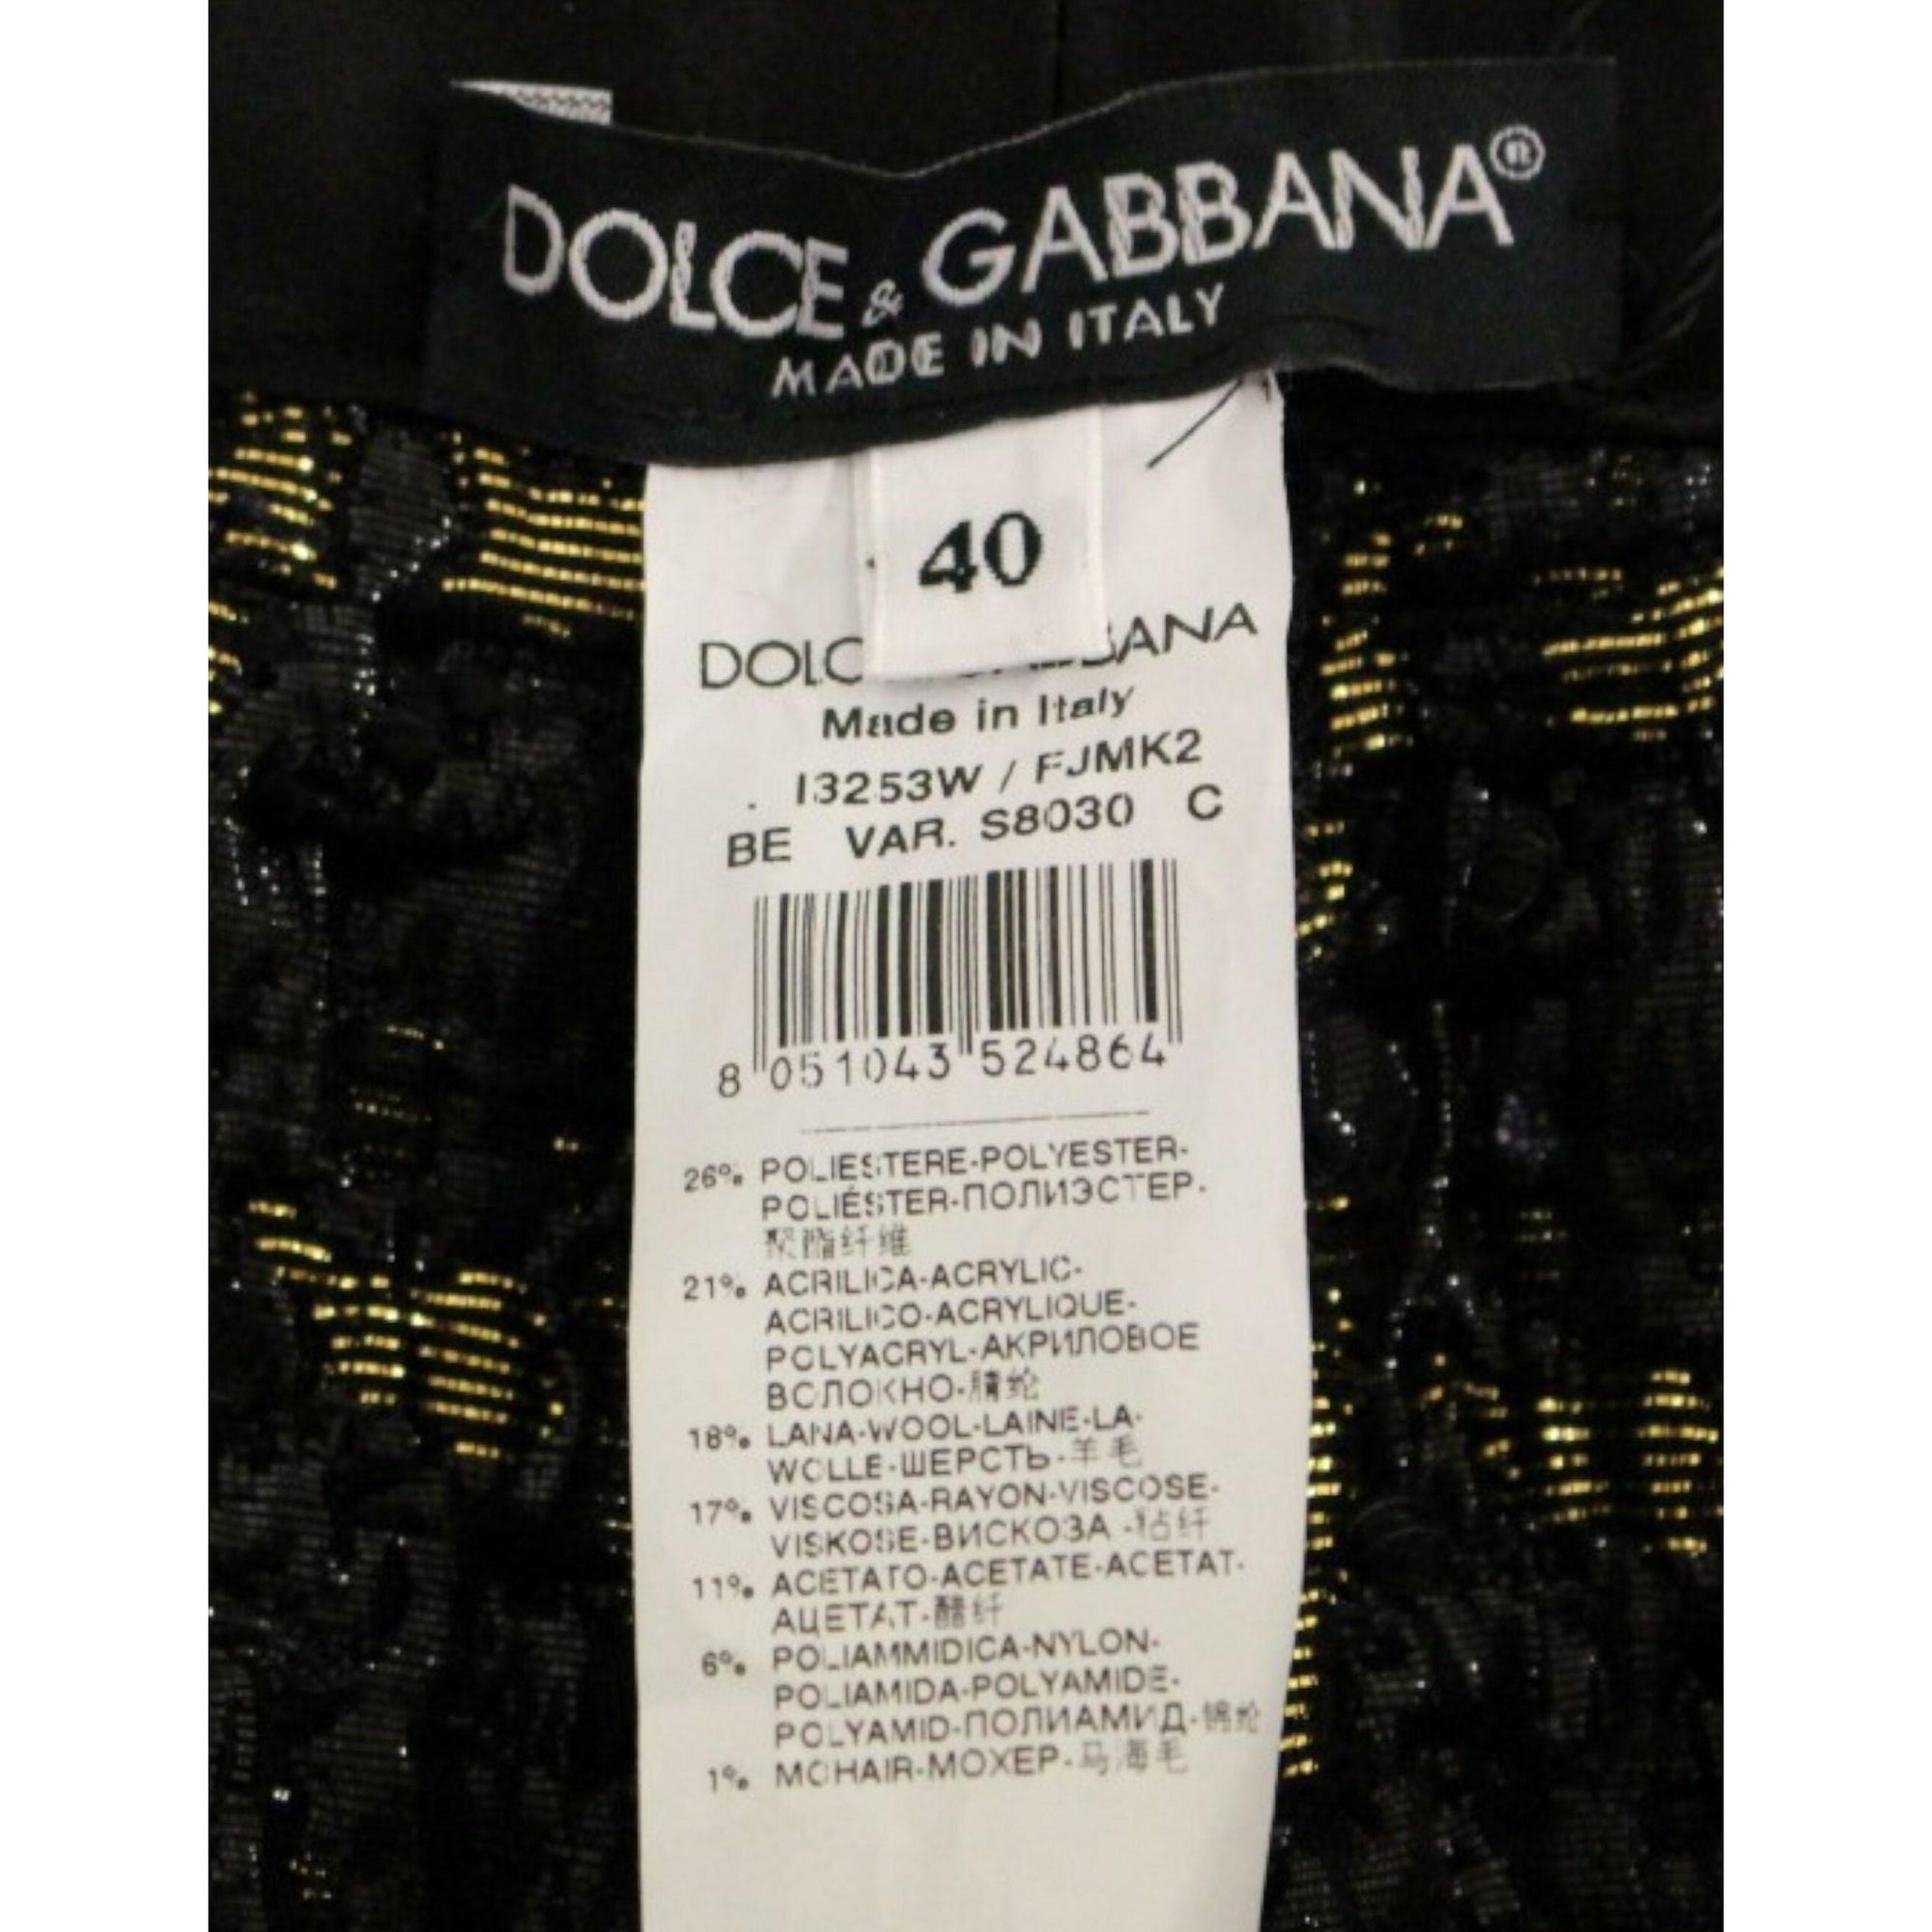 DOLCE & GABBANA®
MADE IN ITALY
40
Made in Italy
I3253W / FJMK2
BE VAR. S8030 C
8 051043 524864
26% POLIESTERE-POLYESTER-
POLIÉSTER-ПОЛИЭСТЕР-
聚酯纤维
21% ACRILICA-ACRYLIC-
ACRILICO-ACRYLIQUE-
POLYACRYL-АКРИЛОВОЕ
ВОЛОКНО-腈纶
18% LANA-WOOL-LAINE-LA-
WOLLE-ШЕРСТЬ-羊毛
17% VISCOSA-RAYON-VISCOSE-
VISKOSE-ВИСКОЗА-粘纤
11% ACETATO-ACETATE-ACETAT-
АЦЕТАТ-醋纤
6% POLIAMMIDICA-NYLON-
POLIAMIDA-POLYAMIDE-
POLYAMID-ПОЛИАМИД-锦纶
1% MOHAIR-МОХЕР-马海毛